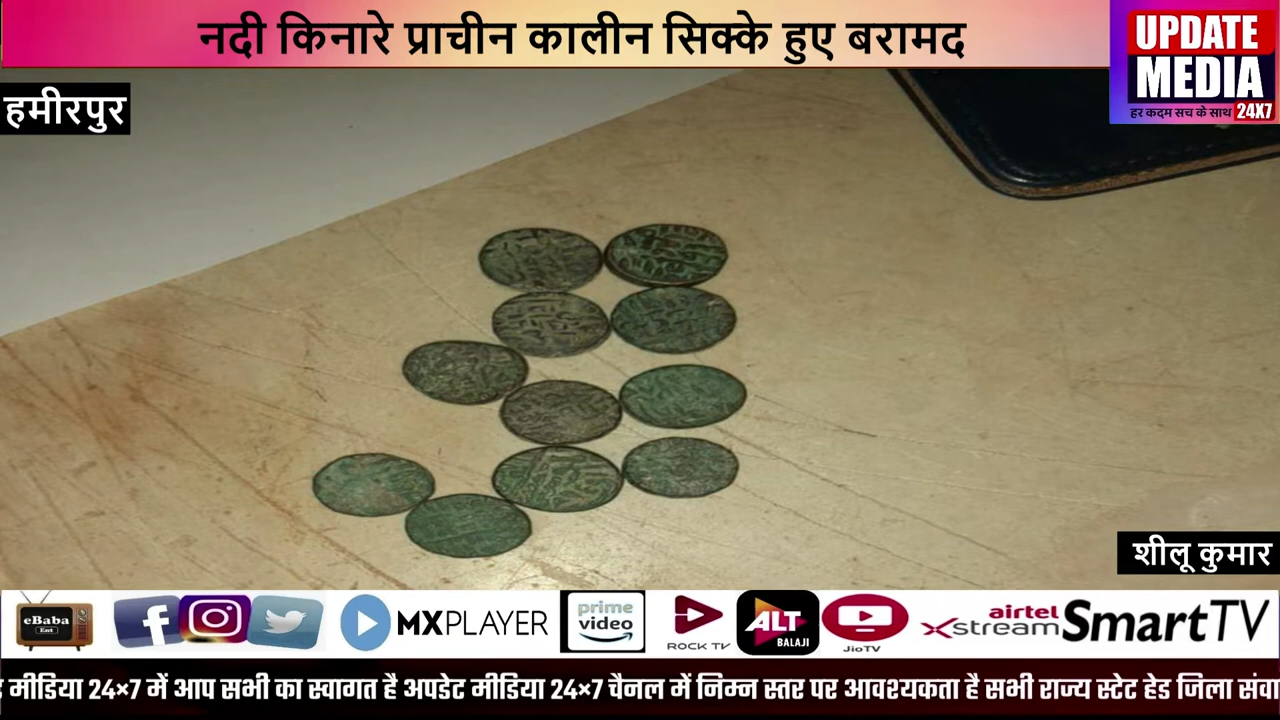 नदी किनारे प्राचीन कालीन सिक्के हुए बरामद
UPDATE
MEDIA
हर कदम सच के साथ 24X7
हमीरपुर
शीलू कुमार
eBaba
Ent
f
MXPLAYER
prime
video
ROCK TV
ALT
BALAJI
JioTV
airtel
xstream
SmartTV
मीडिया 24×7 में आप सभी का स्वागत है अपडेट मीडिया 24×7 चैनल में निम्न स्तर पर आवश्यकता है सभी राज्य स्टेट हेड जिला संवा